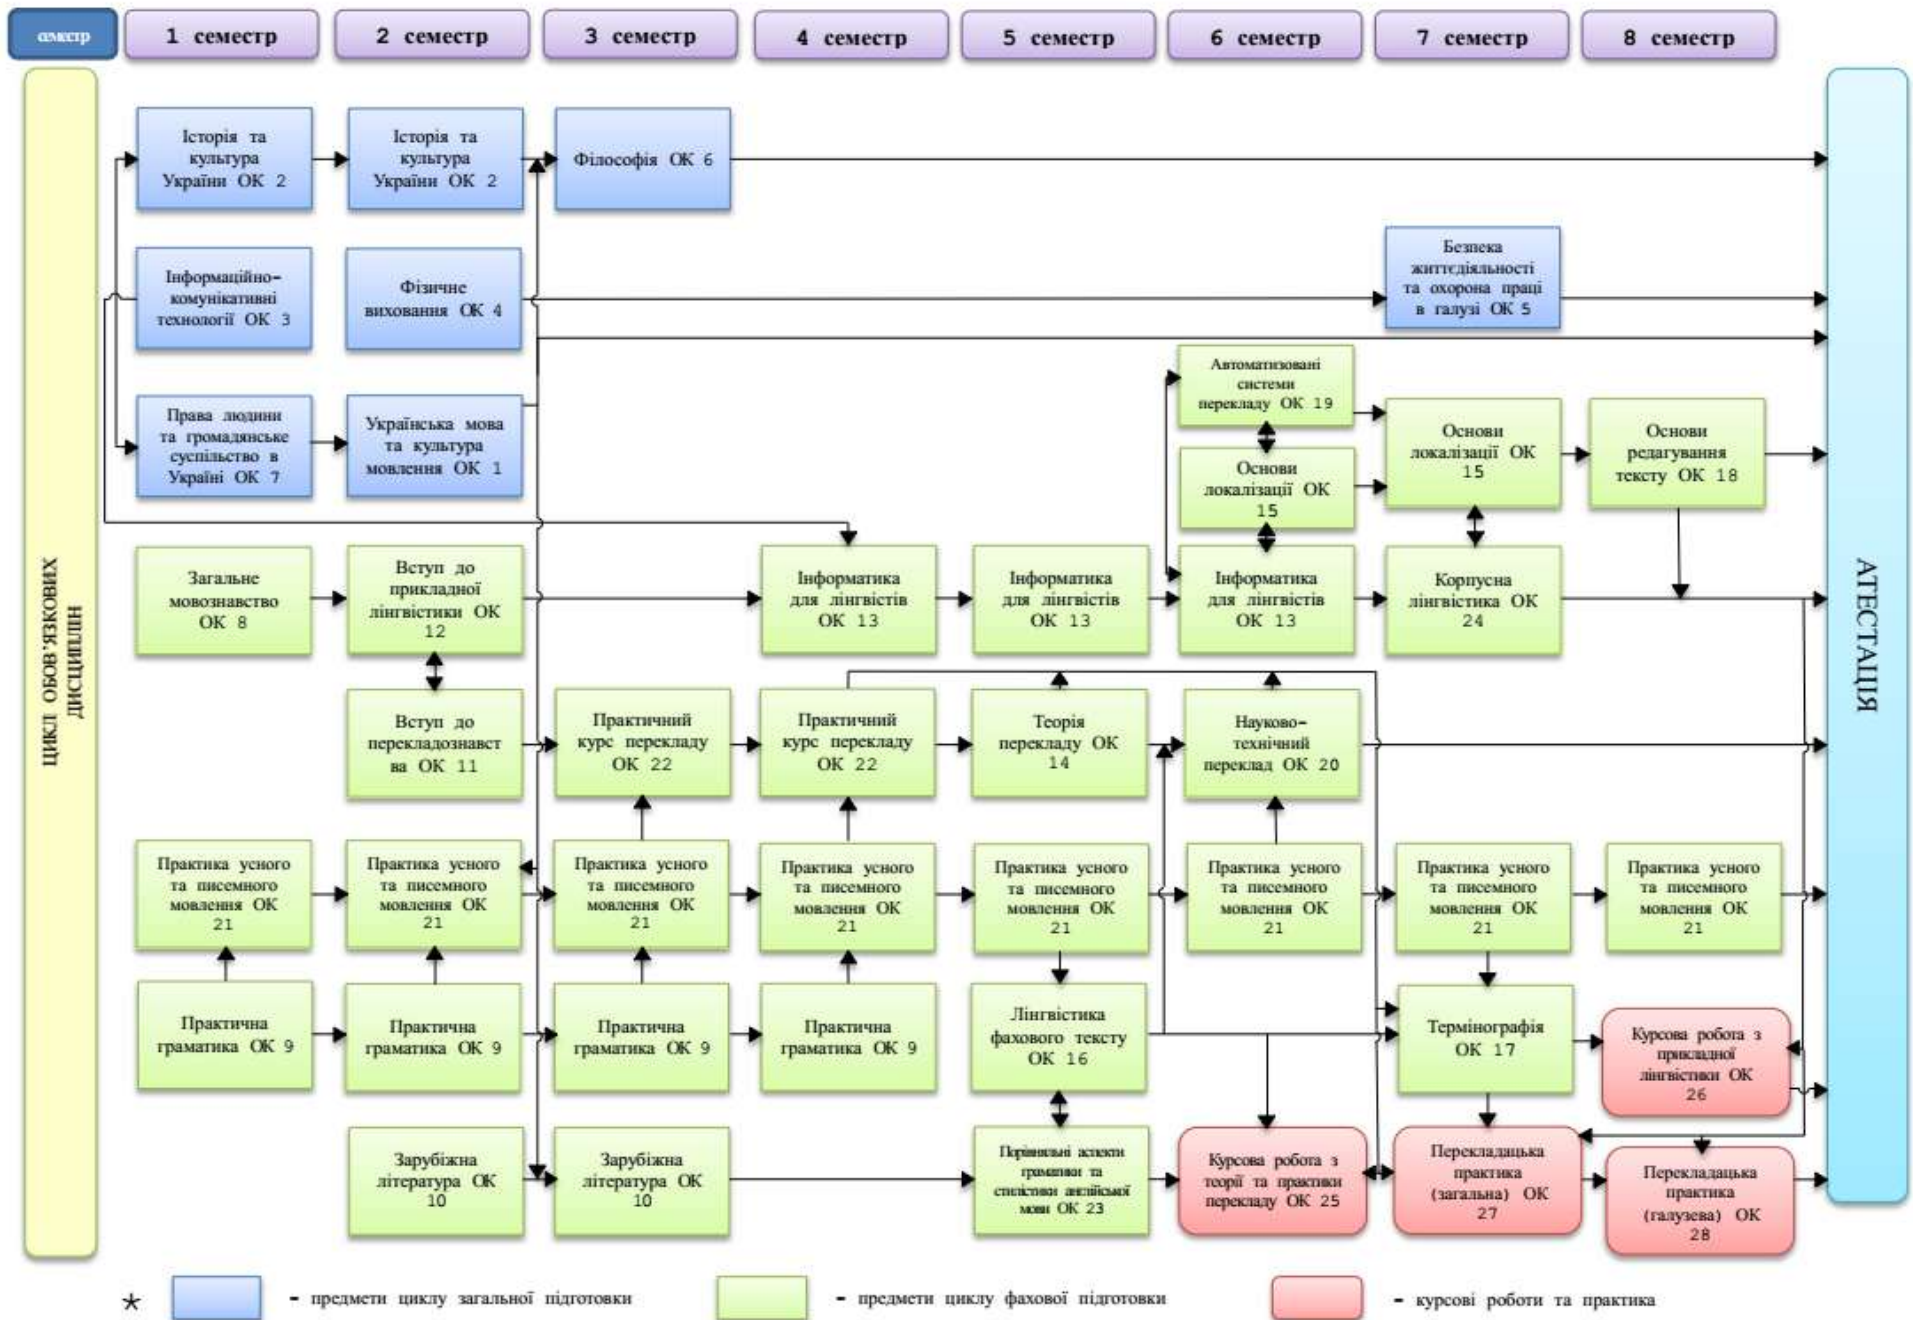 семестр
1 семестр
2 семестр
3 семестр
4 семестр
5 семестр
6 семестр
7 семестр
8 семестр
ЦИКЛ ОБОВ'ЯЗКОВИХ
ДИСЦИПЛІН
Історія та
культура
України ОК 2
Історія та
культура
України ОК 2
Філософія ОК 6
Інформаційно-
комунікативні
технології ОК 3
Фізичне
виховання ОК 4
Безпека
життєдіяльності
та охорона праці
в галузі ОК 5
Права людини
та громадянське
суспільство в
Україні ОК 7
Українська мова
та культура
мовлення ОК 1
Автоматизовані
системи
перекладу ОК 19
Основи
локалізації ОК
15
Основи
локалізації ОК
15
Основи
редагування
тексту ОК 18
Загальне
мовознавство
ОК 8
Вступ до
прикладної
лінгвістики ОК
12
Інформатика
для лінгвістів
ОК 13
Інформатика
для лінгвістів
ОК 13
Інформатика
для лінгвістів
ОК 13
Корпусна
лінгвістика ОК
24
Вступ до
перекладознавст
ва ОК 11
Практичний
курс перекладу
ОК 22
Практичний
курс перекладу
ОК 22
Теорія
перекладу ОК
14
Науково-
технічний
переклад ОК 20
Практика усного
та писемного
мовлення ОК
21
Практика усного
та писемного
мовлення ОК
21
Практика усного
та писемного
мовлення ОК
21
Практика усного
та писемного
мовлення ОК
21
Практика усного
та писемного
мовлення ОК
21
Практика усного
та писемного
мовлення ОК
21
Практика усного
та писемного
мовлення ОК
21
Практика усного
та писемного
мовлення ОК
21
Практична
граматика ОК 9
Практична
граматика ОК 9
Практична
граматика ОК 9
Практична
граматика ОК 9
Лінгвістика
фахового тексту
ОК 16
Термінографія
ОК 17
Курсова робота з
прикладної
лінгвістики ОК
26
Зарубіжна
література ОК
10
Зарубіжна
література ОК
10
Порівняльні аспекти
граматики та
стилістики англійської
мови ОК 23
Курсова робота з
теорії та практики
перекладу ОК 25
Перекладацька
практика
(загальна) ОК
27
Перекладацька
практика
(галузева) ОК
28
АТЕСТАЦІЯ
* - предмети циклу загальної підготовки
- предмети циклу фахової підготовки
- курсові роботи та практика